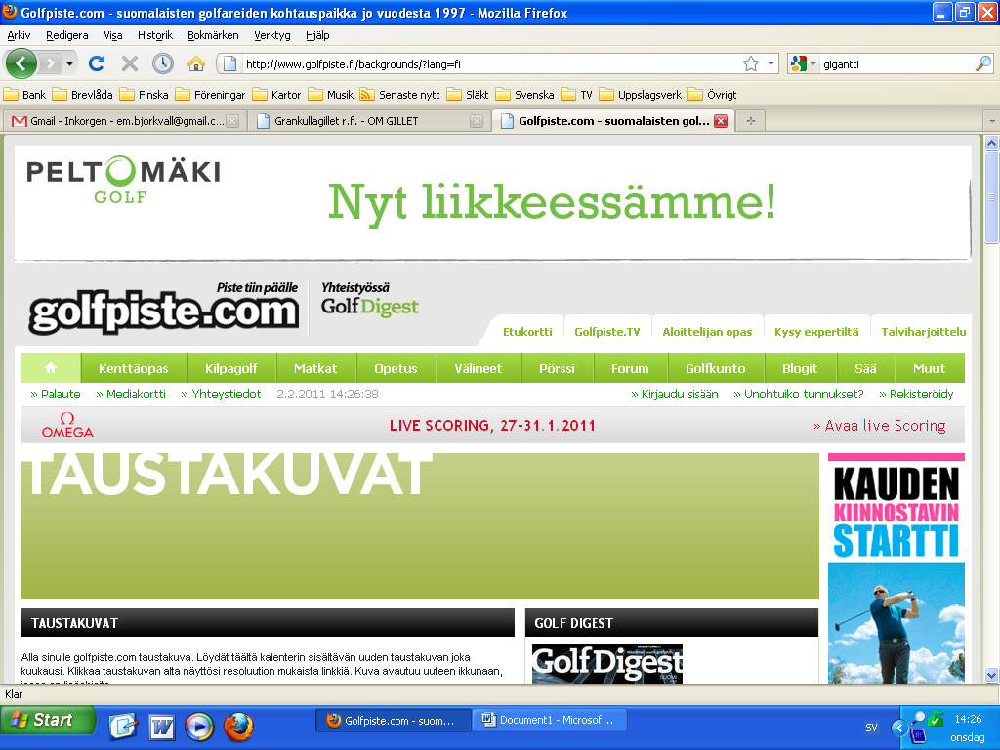 Golfpiste.com - suomalaisten golfareiden kohtauspaikka jo vuodesta 1997 - Mozilla Firefox
Arkiv Redigera Visa Historik Bokmärken Verktyg Hjälp
http://www.golfpiste.fi/backgrounds/?lang=fi gigantti
Bank Brevlåda Finska Föreningar Kartor Musik Senaste nytt Släkt Svenska TV Uppslagsverk Övrigt
Gmail - Inkorgen - em.bjorkvall@gmail.c... Grankullagillet r.f. - OM GILLET Golfpiste.com - suomalaisten gol...
PELTOMÄKI
GOLF
Nyt liikkeessämme!
Piste tiin päälle
golfpiste.com
Yhteistyössä
Golf Digest
Etukortti Golfpiste.TV Aloittelijan opas Kysy expertiltä Talviharjoittelu
Kenttäopas Kilpagolf Matkat Opetus Välineet Pörssi Forum Golfkunto Blogit Sää Muut
» Palaute » Mediakortti » Yhteystiedot 2.2.2011 14:26:38 » Kirjaudu sisään » Unohtuiko tunnukset? » Rekisteröidy
Ω
OMEGA
LIVE SCORING, 27-31.1.2011 » Avaa live Scoring
TAUSTAKUVAT
KAUDEN
KIINNOSTAVIN
STARTTI
TAUSTAKUVAT
Alla sinulle golfpiste.com taustakuva. Löydät täältä kalenterin sisältävän uuden taustakuvan joka
kuukausi. Klikkaa taustakuvan alta näyttösi resoluution mukaista linkkiä. Kuva avautuu uuteen ikkunaan,
GOLF DIGEST
Golf Digest
SUOMI
Klar
Start Golfpiste.com - suom... Document1 - Microsof... SV 14:26
onsdag